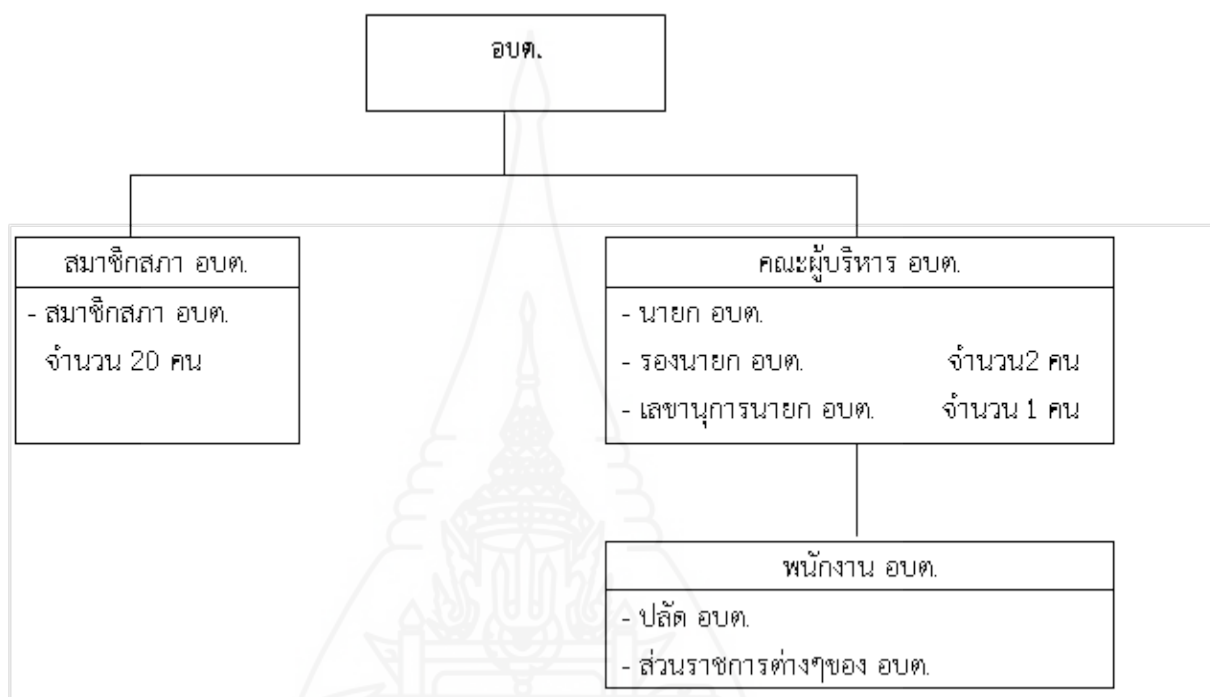 อบต.
สมาชิกสภา อบต.
- สมาชิกสภา อบต.
จำนวน 20 คน
คณะผู้บริหาร อบต.
- นายก อบต.
- รองนายก อบต. จำนวน2 คน
- เลขานุการนายก อบต. จำนวน 1 คน
พนักงาน อบต.
- ปลัด อบต.
- ส่วนราชการต่างๆของ อบต.